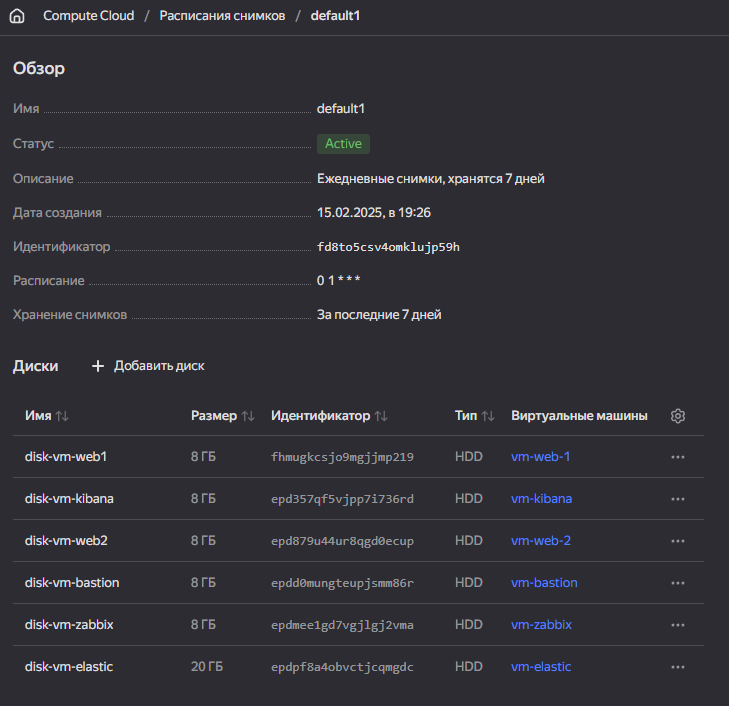 Compute Cloud / Расписания снимков / default1
Обзор
Имя default1
Статус Active
Описание Ежедневные снимки, хранятся 7 дней
Дата создания 15.02.2025, в 19:26
Идентификатор fd8to5csv4omklujp59h
Расписание 0 1 * * *
Хранение снимков За последние 7 дней
Диски + Добавить диск
Имя Размер Идентификатор Тип Виртуальные машины
disk-vm-web1 8 ГБ fhmugkcsjo9mgjjmp219 HDD vm-web-1
disk-vm-kibana 8 ГБ epd357qf5vjpp7i736rd HDD vm-kibana
disk-vm-web2 8 ГБ epd879u44ur8qgd0ecup HDD vm-web-2
disk-vm-bastion 8 ГБ epdd0mungteupjsmm86r HDD vm-bastion
disk-vm-zabbix 8 ГБ epdmee1gd7vgjlgj2vma HDD vm-zabbix
disk-vm-elastic 20 ГБ epdpf8a4obvctjcqmgdc HDD vm-elastic